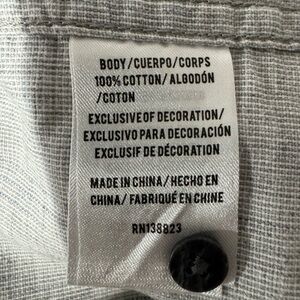 BODY/CUERPO/CORPS
100% COTTON/ALGODÓN
/COTON
EXCLUSIVE OF DECORATION/
EXCLUSIVO PARA DECORACIÓN
EXCLUSIF DE DÉCORATION
MADE IN CHINA/HECHO EN
CHINA/FABRIQUÉ EN CHINE
RN138823